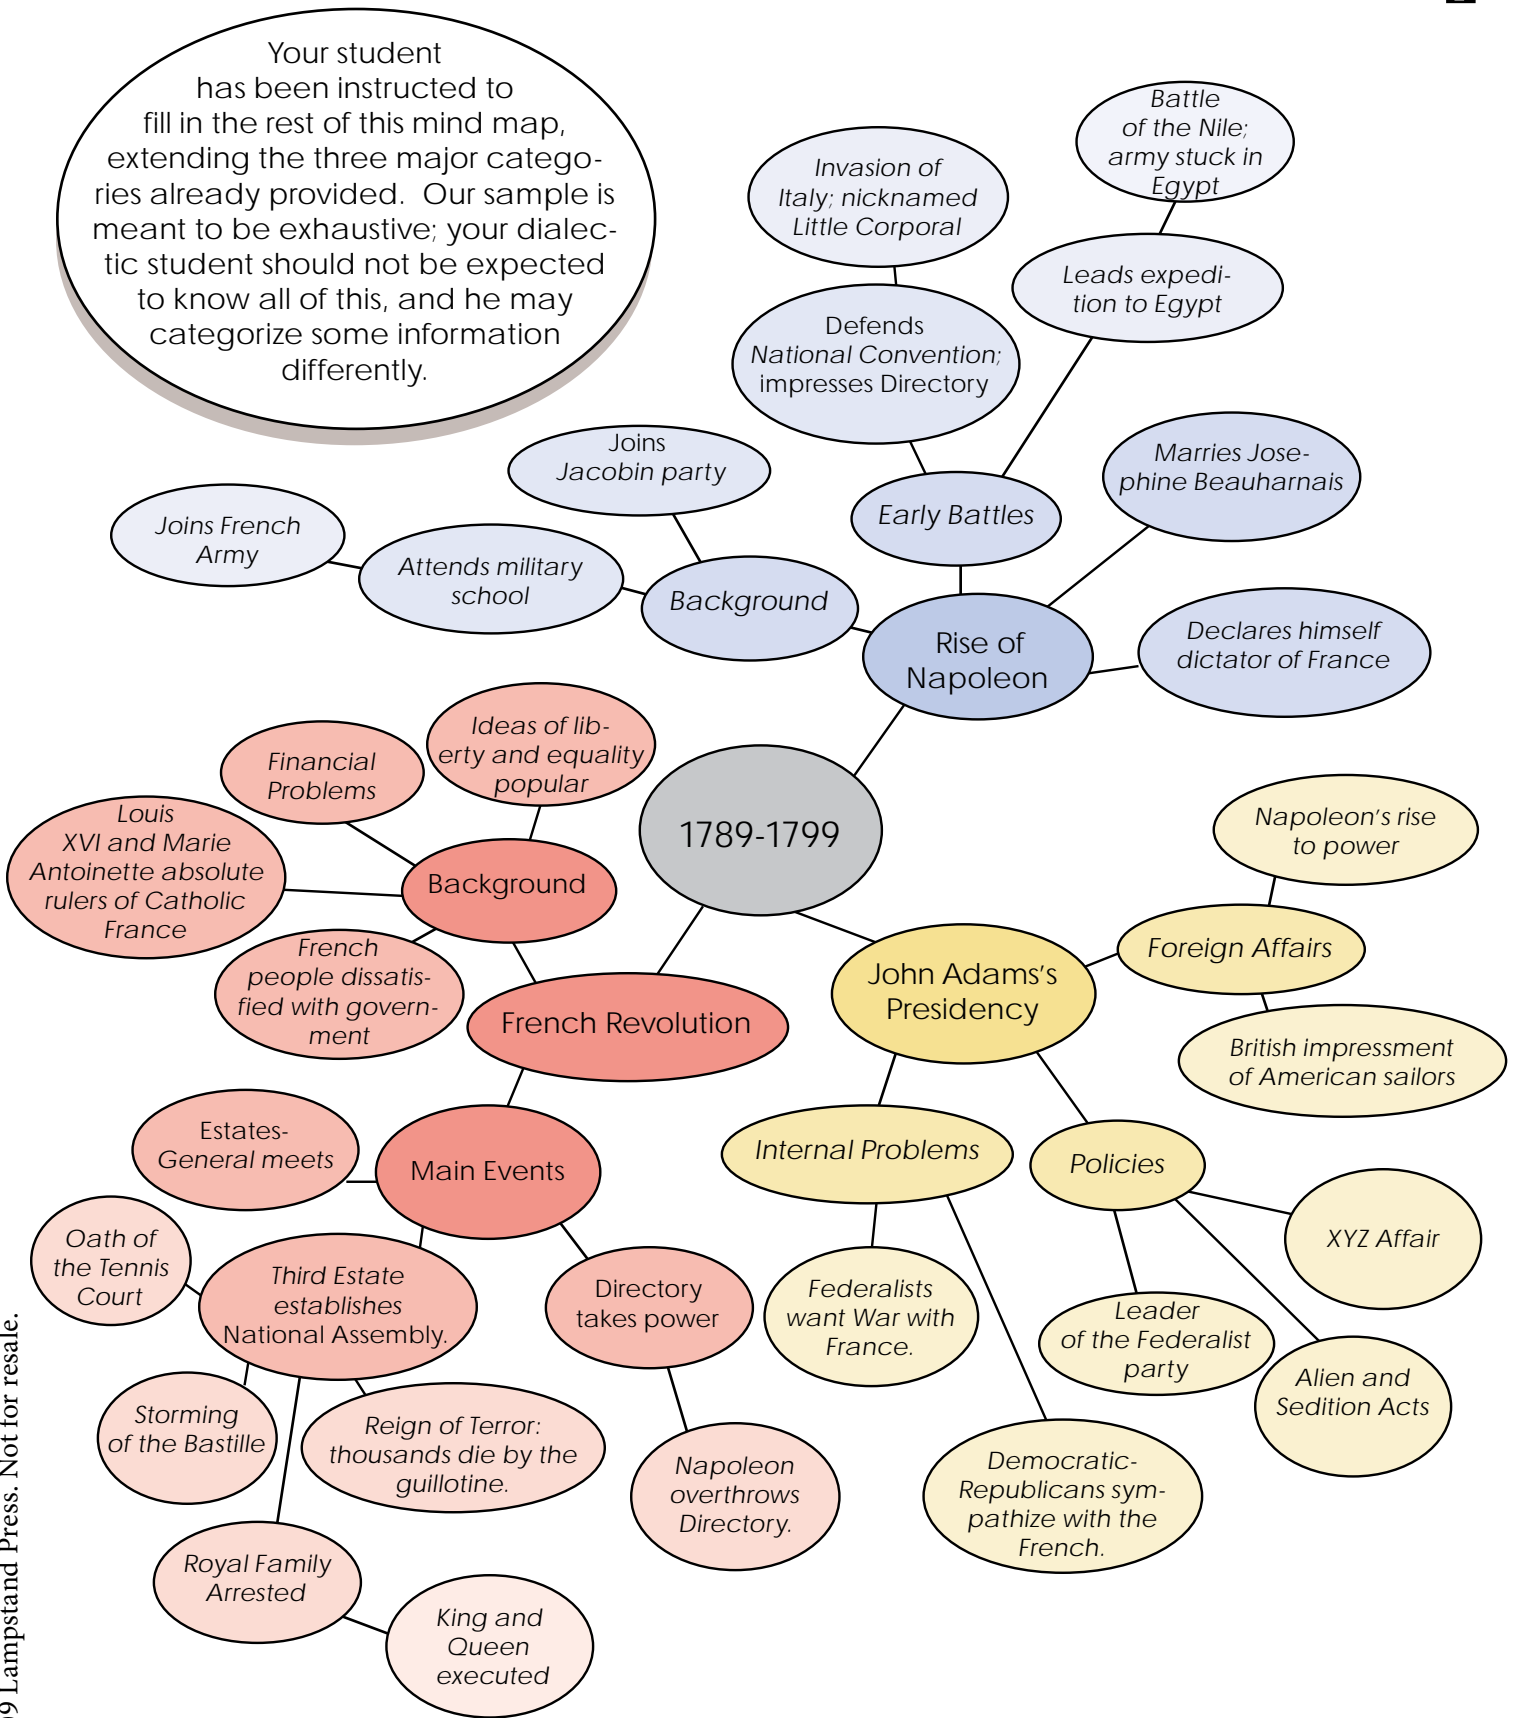 Your student
has been instructed to
fill in the rest of this mind map,
extending the three major catego-
ries already provided.  Our sample is
meant to be exhaustive; your dialec-
tic student should not be expected
to know all of this, and he may
categorize some information
differently.
Battle
of the Nile;
army stuck in
Egypt
Invasion of
Italy; nicknamed
Little Corporal
Leads expedi-
tion to Egypt
Defends
National Convention;
impresses Directory
Joins
Jacobin party
Marries Jose-
phine Beauharnais
Early Battles
Joins French
Army
Attends military
school
Background
Rise of
Napoleon
Declares himself
dictator of France
Ideas of lib-
erty and equality
popular
Financial
Problems
Louis
XVI and Marie
Antoinette absolute
rulers of Catholic
France
Background
French
people dissatis-
fied with govern-
ment
1789-1799
French Revolution
Napoleon's rise
to power
Foreign Affairs
John Adams's
Presidency
British impressment
of American sailors
Estates-
General meets
Main Events
Internal Problems
Policies
Oath of
the Tennis
Court
Third Estate
establishes
National Assembly.
Directory
takes power
Federalists
want War with
France.
Leader
of the Federalist
party
XYZ Affair
Alien and
Sedition Acts
Storming
of the Bastille
Reign of Terror:
thousands die by the
guillotine.
Napoleon
overthrows
Directory.
Democratic-
Republicans sym-
pathize with the
French.
Royal Family
Arrested
King and
Queen
executed
Lampstand Press. Not for resale.